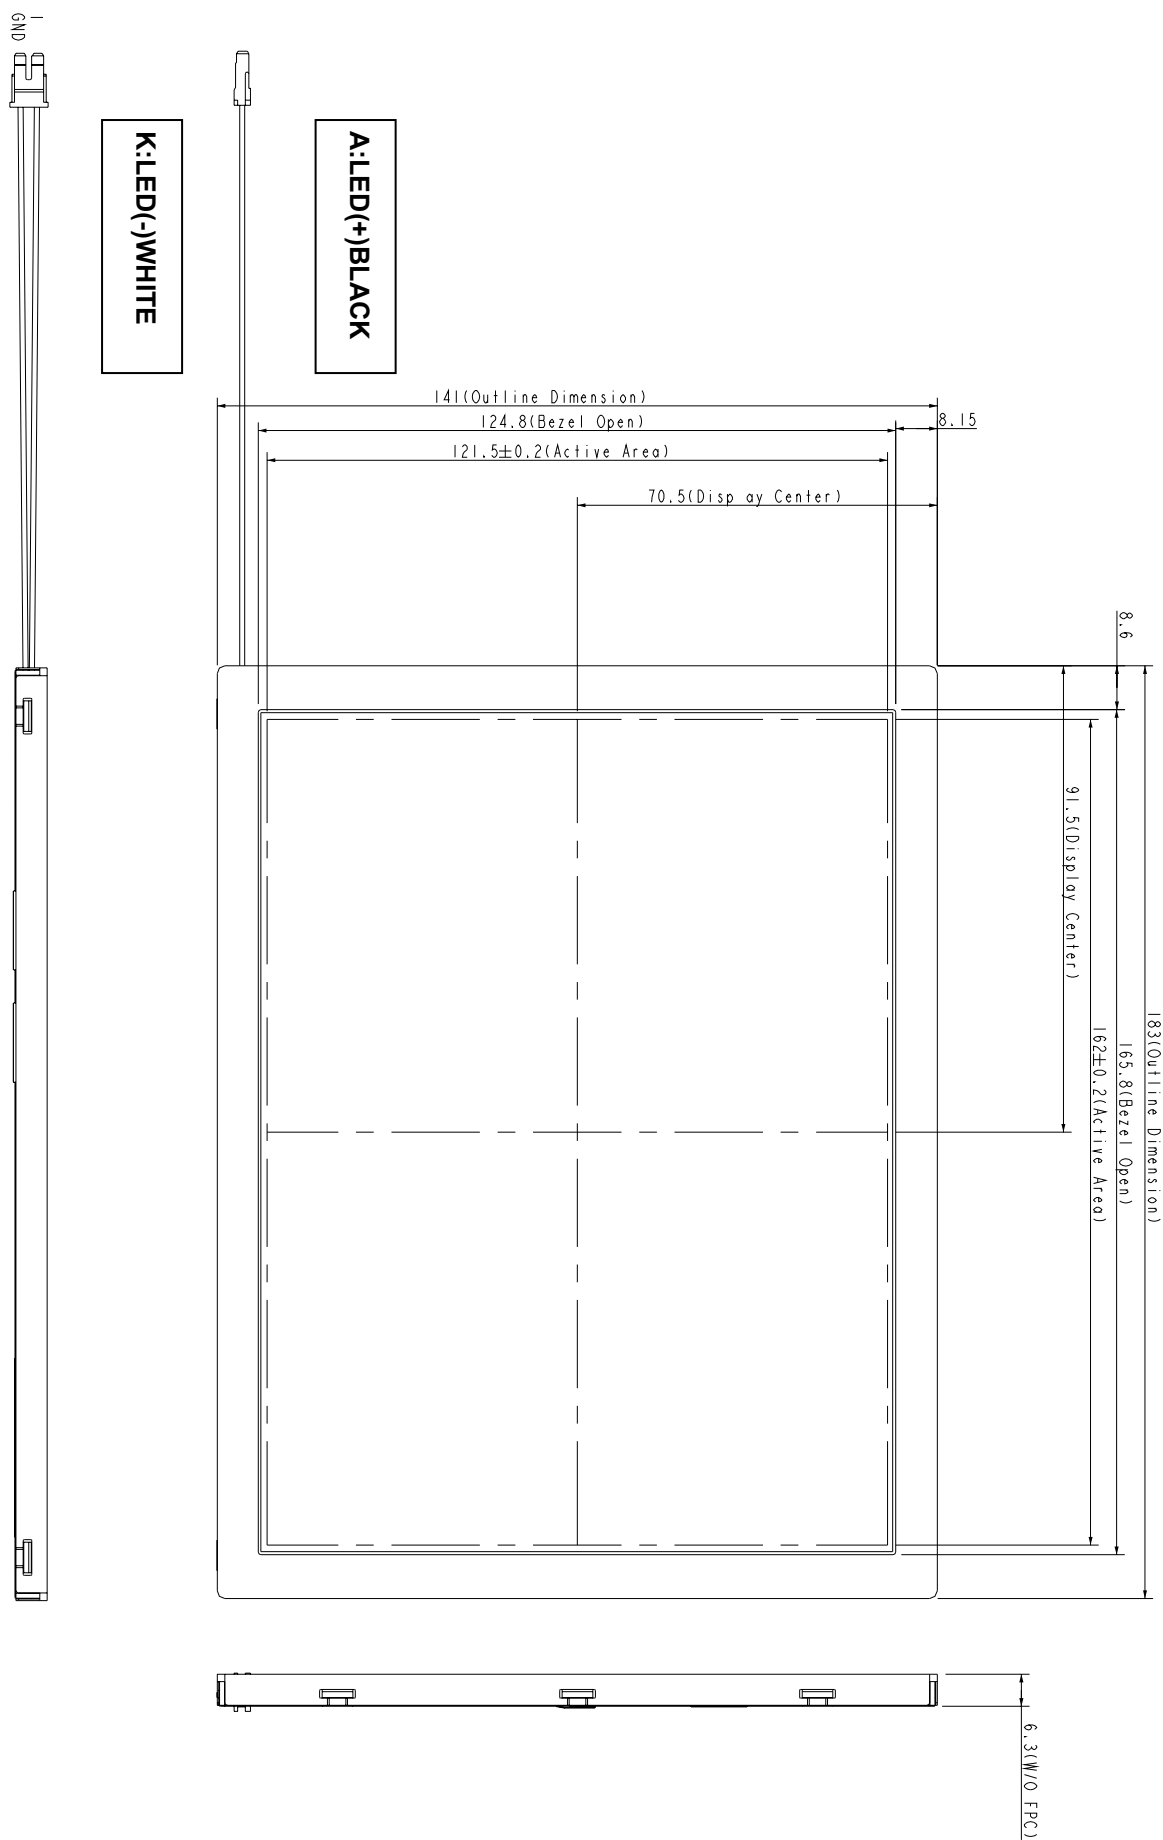 1
GND
K:LED(-)WHITE
A:LED(+)BLACK
141(Outline Dimension)
124.8(Bezel Open)
8.15
121.5±0.2(Active Area)
70.5(Disp ay Center)
8.6
91.5(Display Center)
162±0.2(Active Area)
165.8(Bezel Open)
183(Outline Dimension)
6.3(W/O FPC)